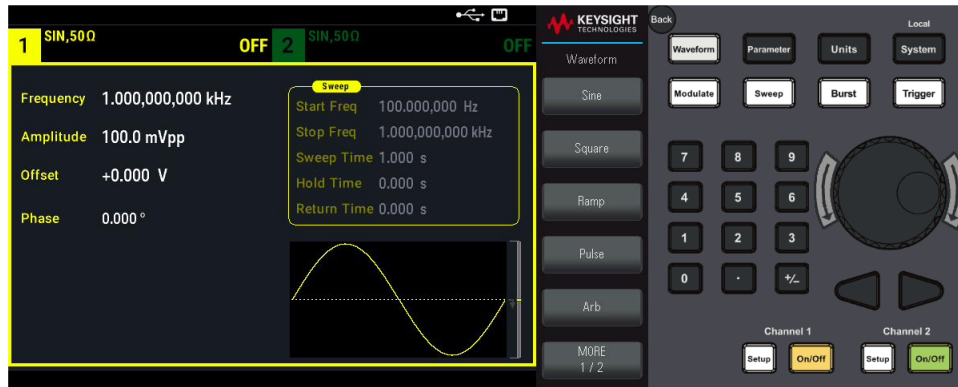 1 SIN,50Ω OFF 2 SIN,50Ω OFF
Frequency 1.000,000,000 kHz
Amplitude 100.0 mVpp
Offset +0.000 V
Phase 0.000 °
Sweep
Start Freq 100.000,000 Hz
Stop Freq 1.000,000,000 kHz
Sweep Time 1.000 s
Hold Time 0.000 s
Return Time 0.000 s
KEYSIGHT
TECHNOLOGIES
Waveform
Sine
Square
Ramp
Pulse
Arb
MORE
1 / 2
Back
Local
Waveform Parameter Units System
Modulate Sweep Burst Trigger
7 8 9
4 5 6
1 2 3
0 . +/-
Channel 1 Channel 2
Setup On/Off Setup On/Off